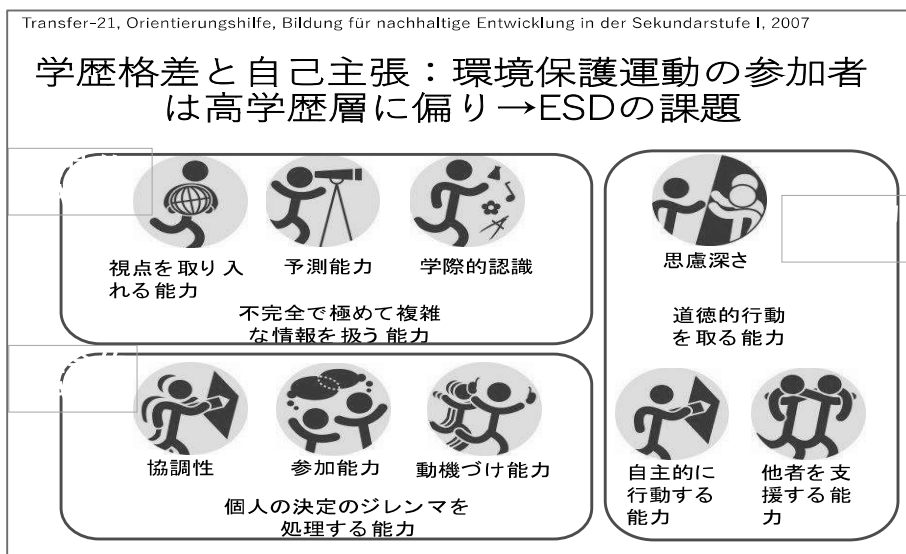 Transfer-21, Orientierungshilfe, Bildung für nachhaltige Entwicklung in der Sekundarstufe I, 2007
学歴格差と自己主張：環境保護運動の参加者
は高学歴層に偏り→ESDの課題
視点を取り入
れる能力
予測能力
学際的認識
不完全で極めて複雑
な情報を扱う能力
協調性
参加能力
動機づけ能力
個人の決定のジレンマを
処理する能力
思慮深さ
道徳的行動
を取る能力
自主的に
行動する
能力
他者を支
援する能
力